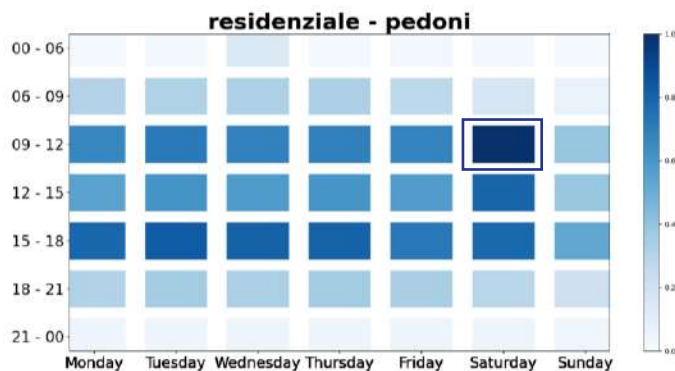 residenziale - pedoni
00 - 06
06 - 09
09 - 12
12 - 15
15 - 18
18 - 21
21 - 00
Monday Tuesday Wednesday Thursday Friday Saturday Sunday
1.0
0.8
0.6
0.4
0.2
0.0